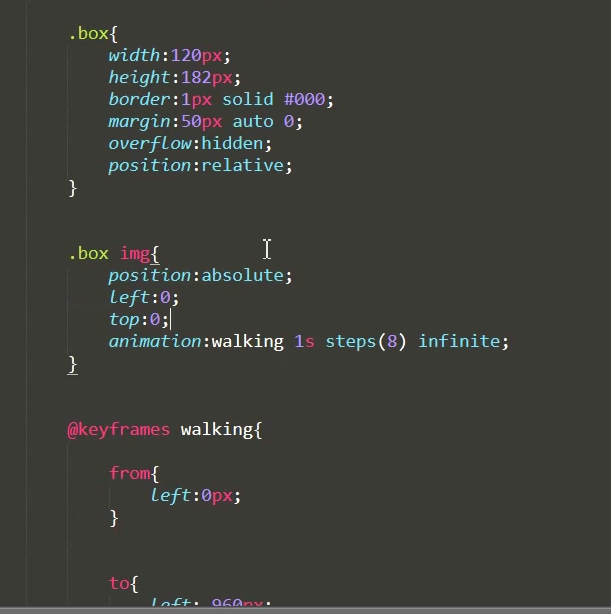 .box{
width:120px;
height:182px;
border:1px solid #000;
margin:50px auto 0;
overflow:hidden;
position:relative;
}
.box img{
position:absolute;
left:0;
top:0;
animation:walking 1s steps(8) infinite;
}
@keyframes walking{
from{
left:0px;
}
to{
left:-960px;